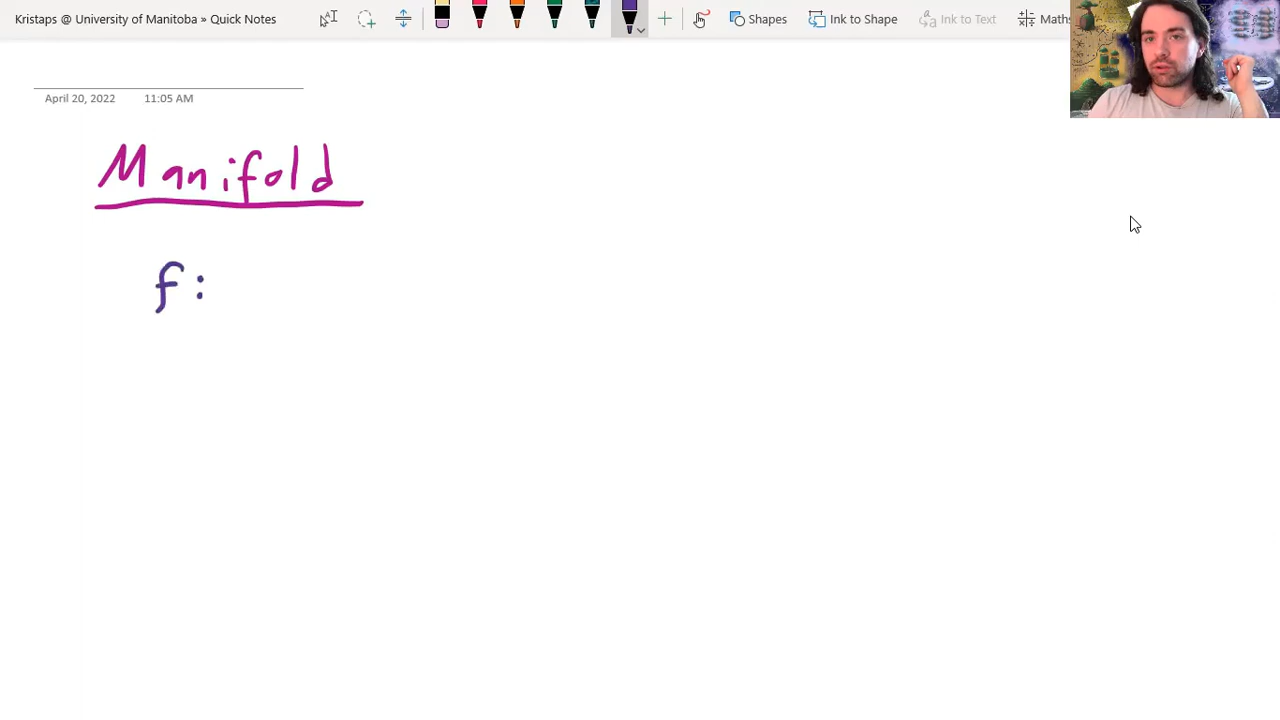 Kristaps @ University of Manitoba » Quick Notes
Shapes
Ink to Shape
Ink to Text
Maths
April 20, 2022 11:05 AM
Manifold
f: